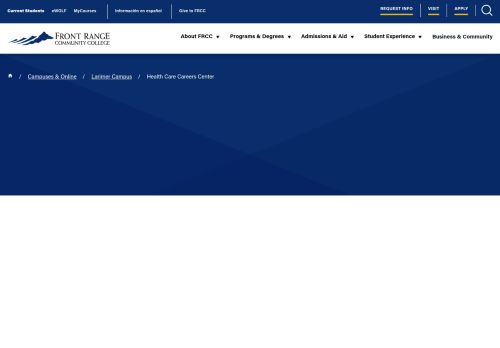 Current Students eWOLF MyCourses Información en español Give to FRCC REQUEST INFO VISIT APPLY
FRONT RANGE
COMMUNITY COLLEGE
About FRCC Programs & Degrees Admissions & Aid Student Experience Business & Community
/ Campuses & Online / Larimer Campus / Health Care Careers Center